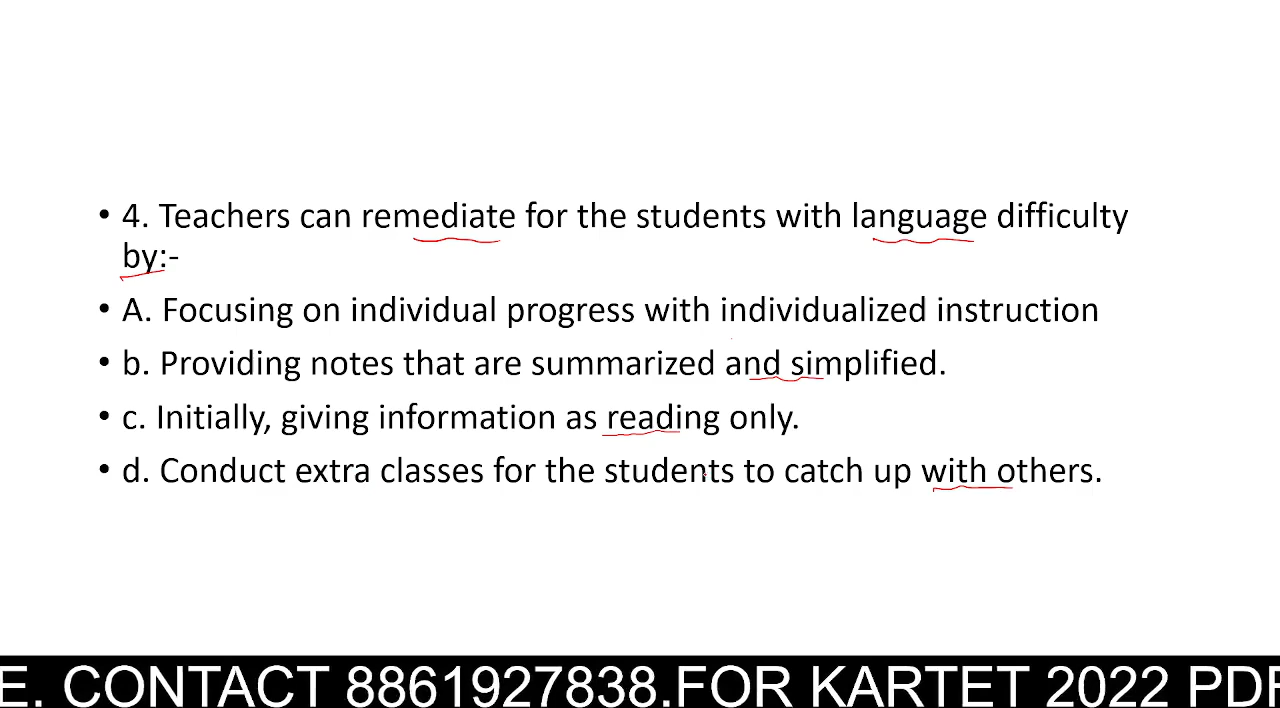 • 4. Teachers can remediate for the students with language difficulty
by:-
• A. Focusing on individual progress with individualized instruction
• b. Providing notes that are summarized and simplified.
• c. Initially, giving information as reading only.
• d. Conduct extra classes for the students to catch up with others.
E. CONTACT 8861927838.FOR KARTET 2022 PDF